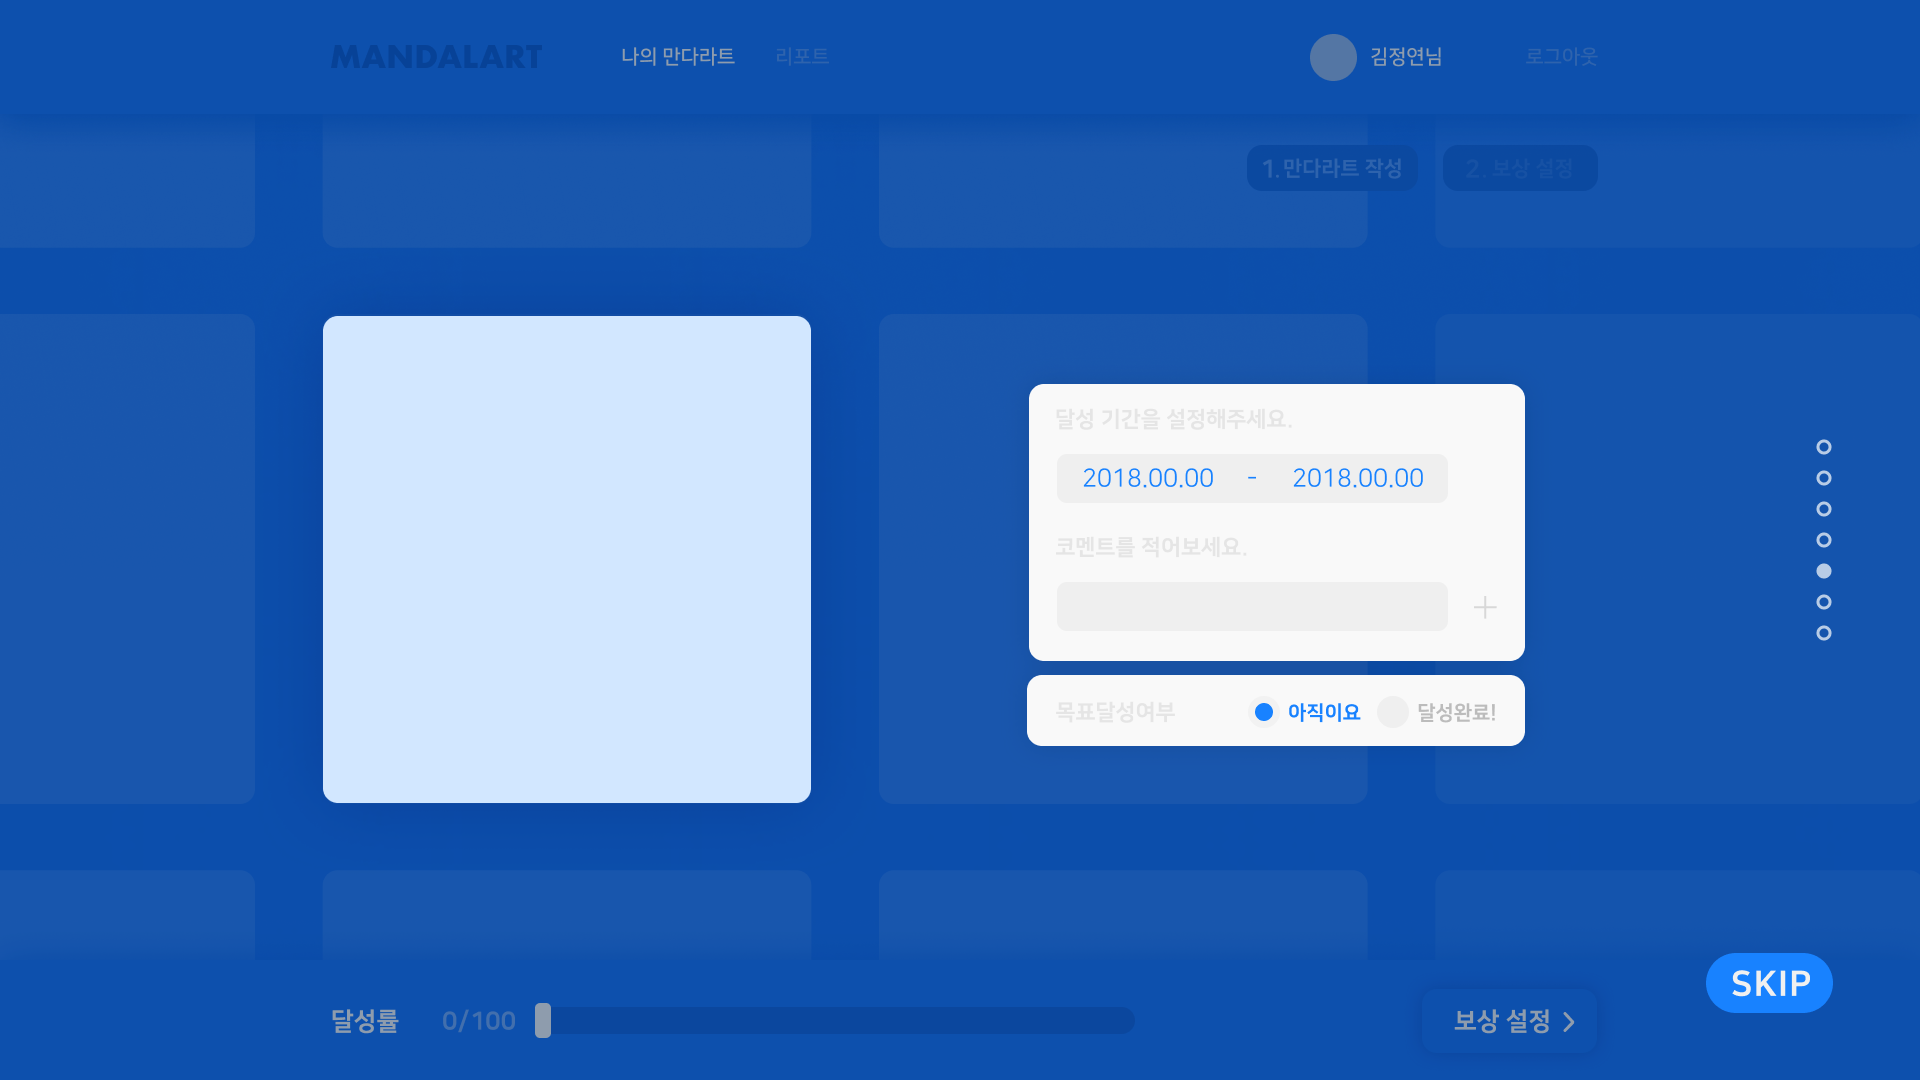 MANDALART 나의 만다라트 리포트 김정연님 로그아웃
1. 만다라트 작성 2. 보상 설정
달성 기간을 설정해주세요.
2018.00.00 - 2018.00.00
코멘트를 적어보세요.
목표달성여부 아직이요 달성완료!
SKIP
달성률 0/100 보상 설정